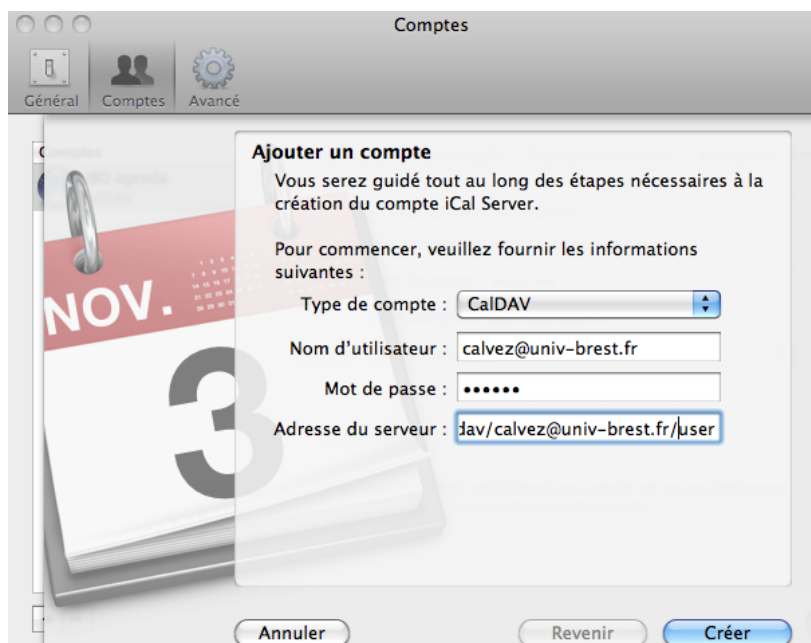 Comptes
Général
Comptes
Avancé
Comptes
Ajouter un compte
Vous serez guidé tout au long des étapes nécessaires à la
création du compte iCal Server.
Pour commencer, veuillez fournir les informations
suivantes :
NOV.
3
Type de compte : CalDAV
Nom d'utilisateur : calvez@univ-brest.fr
Mot de passe : ••••••
Adresse du serveur : dav/calvez@univ-brest.fr/user
Annuler
Revenir
Créer